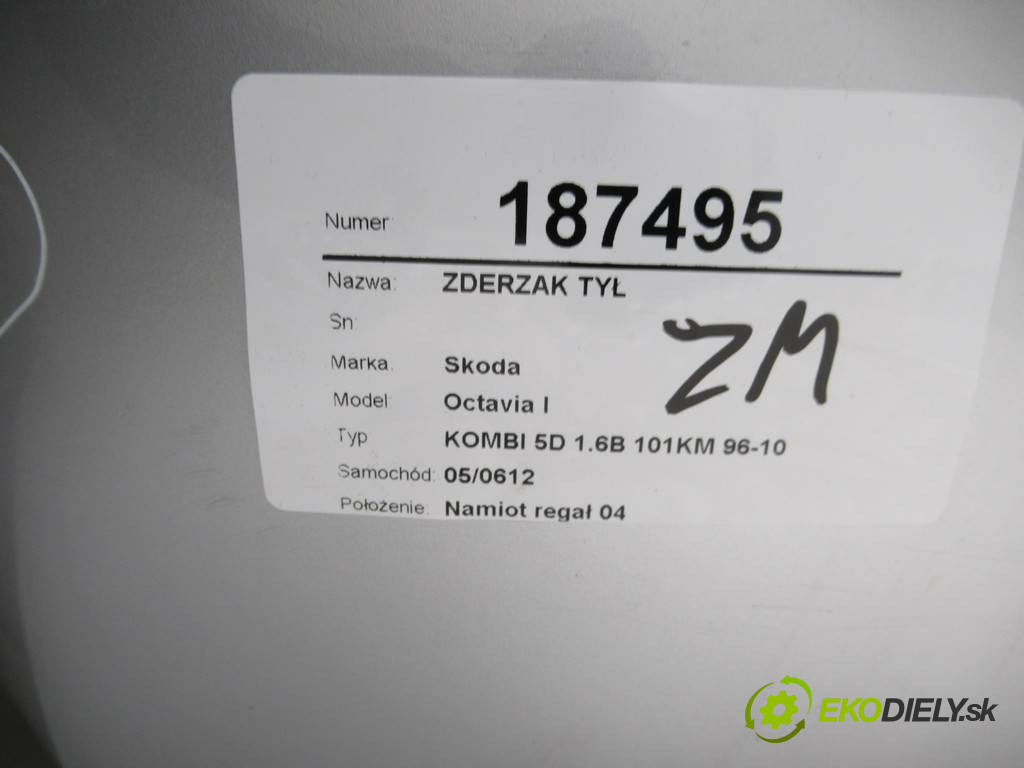 Numer: 187495
Nazwa: ZDERZAK TYŁ
Sn:
ZM
Marka: Skoda
Model: Octavia I
Typ KOMBI 5D 1.6B 101KM 96-10
Samochód: 05/0612
Położenie: Namiot regał 04
EKODIELY.sk